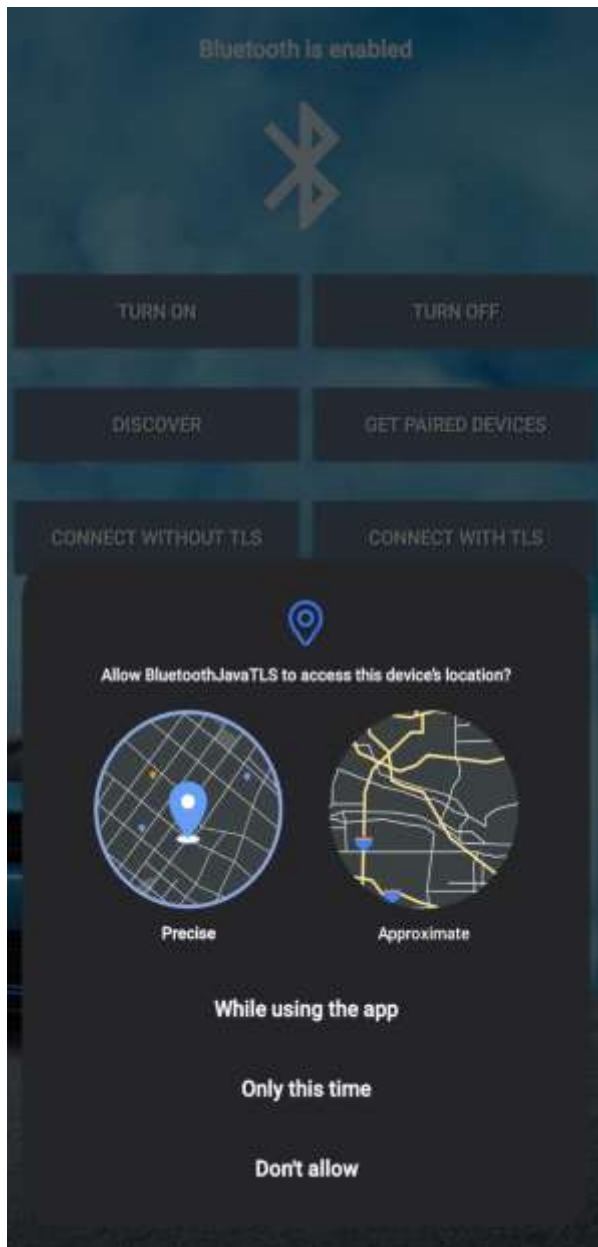 Bluetooth is enabled
TURN ON
TURN OFF
DISCOVER
GET PAIRED DEVICES
CONNECT WITHOUT TLS
CONNECT WITH TLS
Allow BluetoothJavaTLS to access this device's location?
Precise
Approximate
While using the app
Only this time
Don't allow